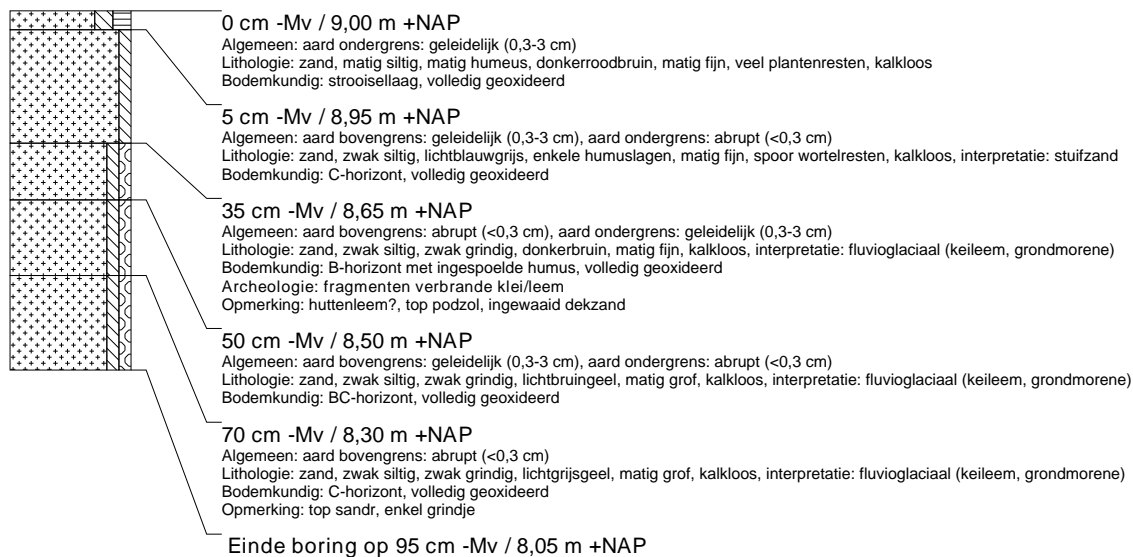 0 cm -Mv / 9,00 m +NAP
Algemeen: aard ondergrens: geleidelijk (0,3-3 cm)
Lithologie: zand, matig siltig, matig humeus, donkerroodbruin, matig fijn, veel plantenresten, kalkloos
Bodemkundig: strooisellaag, volledig geoxideerd
5 cm -Mv / 8,95 m +NAP
Algemeen: aard bovengrens: geleidelijk (0,3-3 cm), aard ondergrens: abrupt (<0,3 cm)
Lithologie: zand, zwak siltig, lichtblauwgrijs, enkele humuslagen, matig fijn, spoor wortelresten, kalkloos, interpretatie: stuifzand
Bodemkundig: C-horizont, volledig geoxideerd
35 cm -Mv / 8,65 m +NAP
Algemeen: aard bovengrens: abrupt (<0,3 cm), aard ondergrens: geleidelijk (0,3-3 cm)
Lithologie: zand, zwak siltig, zwak grindig, donkerbruin, matig fijn, kalkloos, interpretatie: fluvioglaciaal (keileem, grondmorene)
Bodemkundig: B-horizont met ingespoelde humus, volledig geoxideerd
Archeologie: fragmenten verbrande klei/leem
Opmerking: huttenleem?, top podzol, ingewaaid dekzand
50 cm -Mv / 8,50 m +NAP
Algemeen: aard bovengrens: geleidelijk (0,3-3 cm), aard ondergrens: abrupt (<0,3 cm)
Lithologie: zand, zwak siltig, zwak grindig, lichtbruingeel, matig grof, kalkloos, interpretatie: fluvioglaciaal (keileem, grondmorene)
Bodemkundig: BC-horizont, volledig geoxideerd
70 cm -Mv / 8,30 m +NAP
Algemeen: aard bovengrens: abrupt (<0,3 cm)
Lithologie: zand, zwak siltig, zwak grindig, lichtgrijsgeel, matig grof, kalkloos, interpretatie: fluvioglaciaal (keileem, grondmorene)
Bodemkundig: C-horizont, volledig geoxideerd
Opmerking: top sandr, enkel grindje
Einde boring op 95 cm -Mv / 8,05 m +NAP